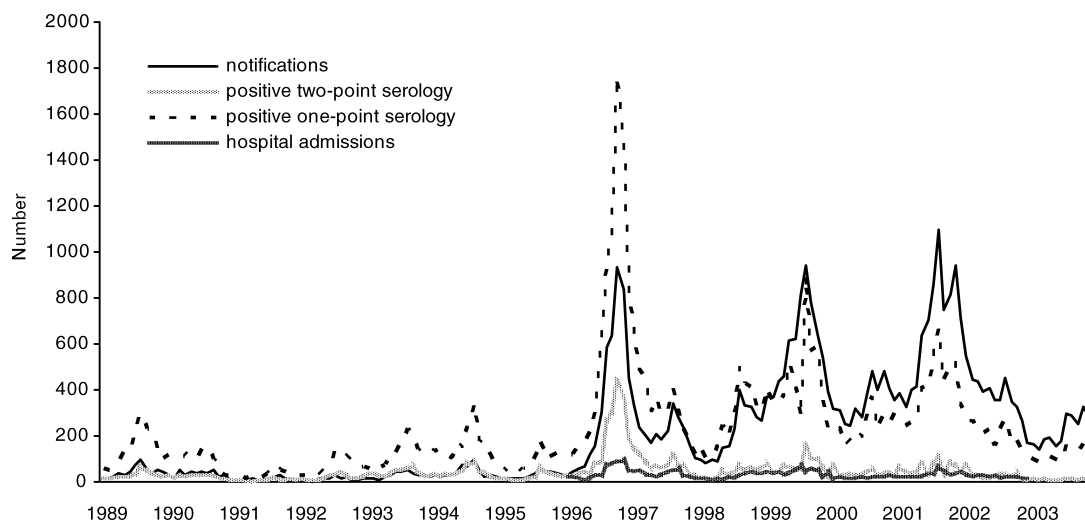 2000
1800
1600
1400
1200
1000
800
600
400
200
0
Number
notifications
positive two-point serology
positive one-point serology
hospital admissions
1989 1990 1991 1992 1993 1994 1995 1996 1997 1998 1999 2000 2001 2002 2003